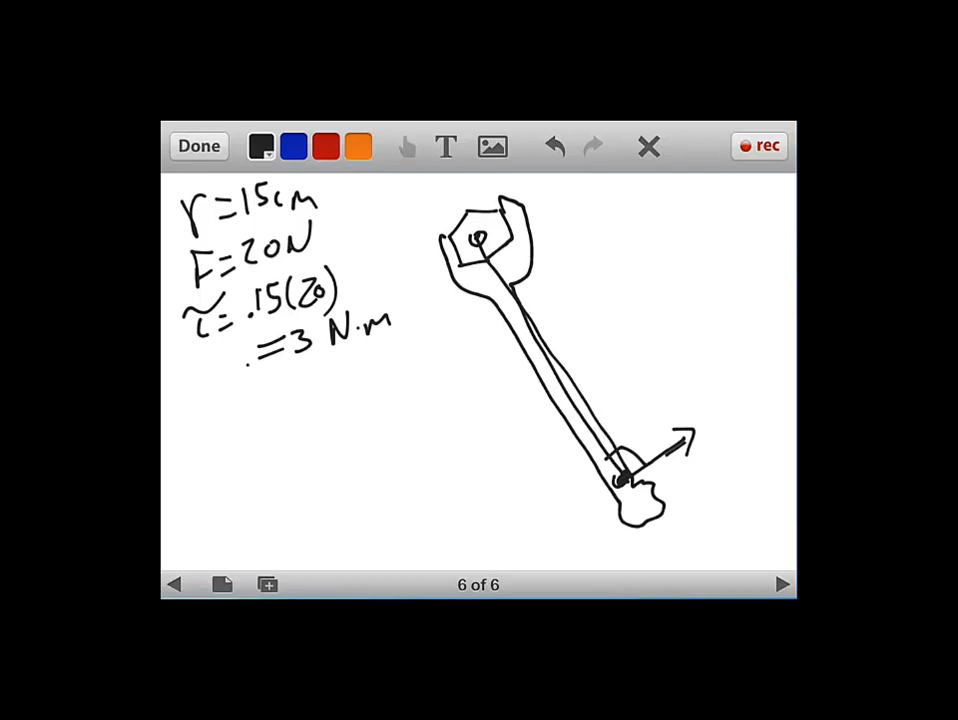 Done T rec
r=15cm
F=20N
τ=.15(20)
=3 N·m
6 of 6